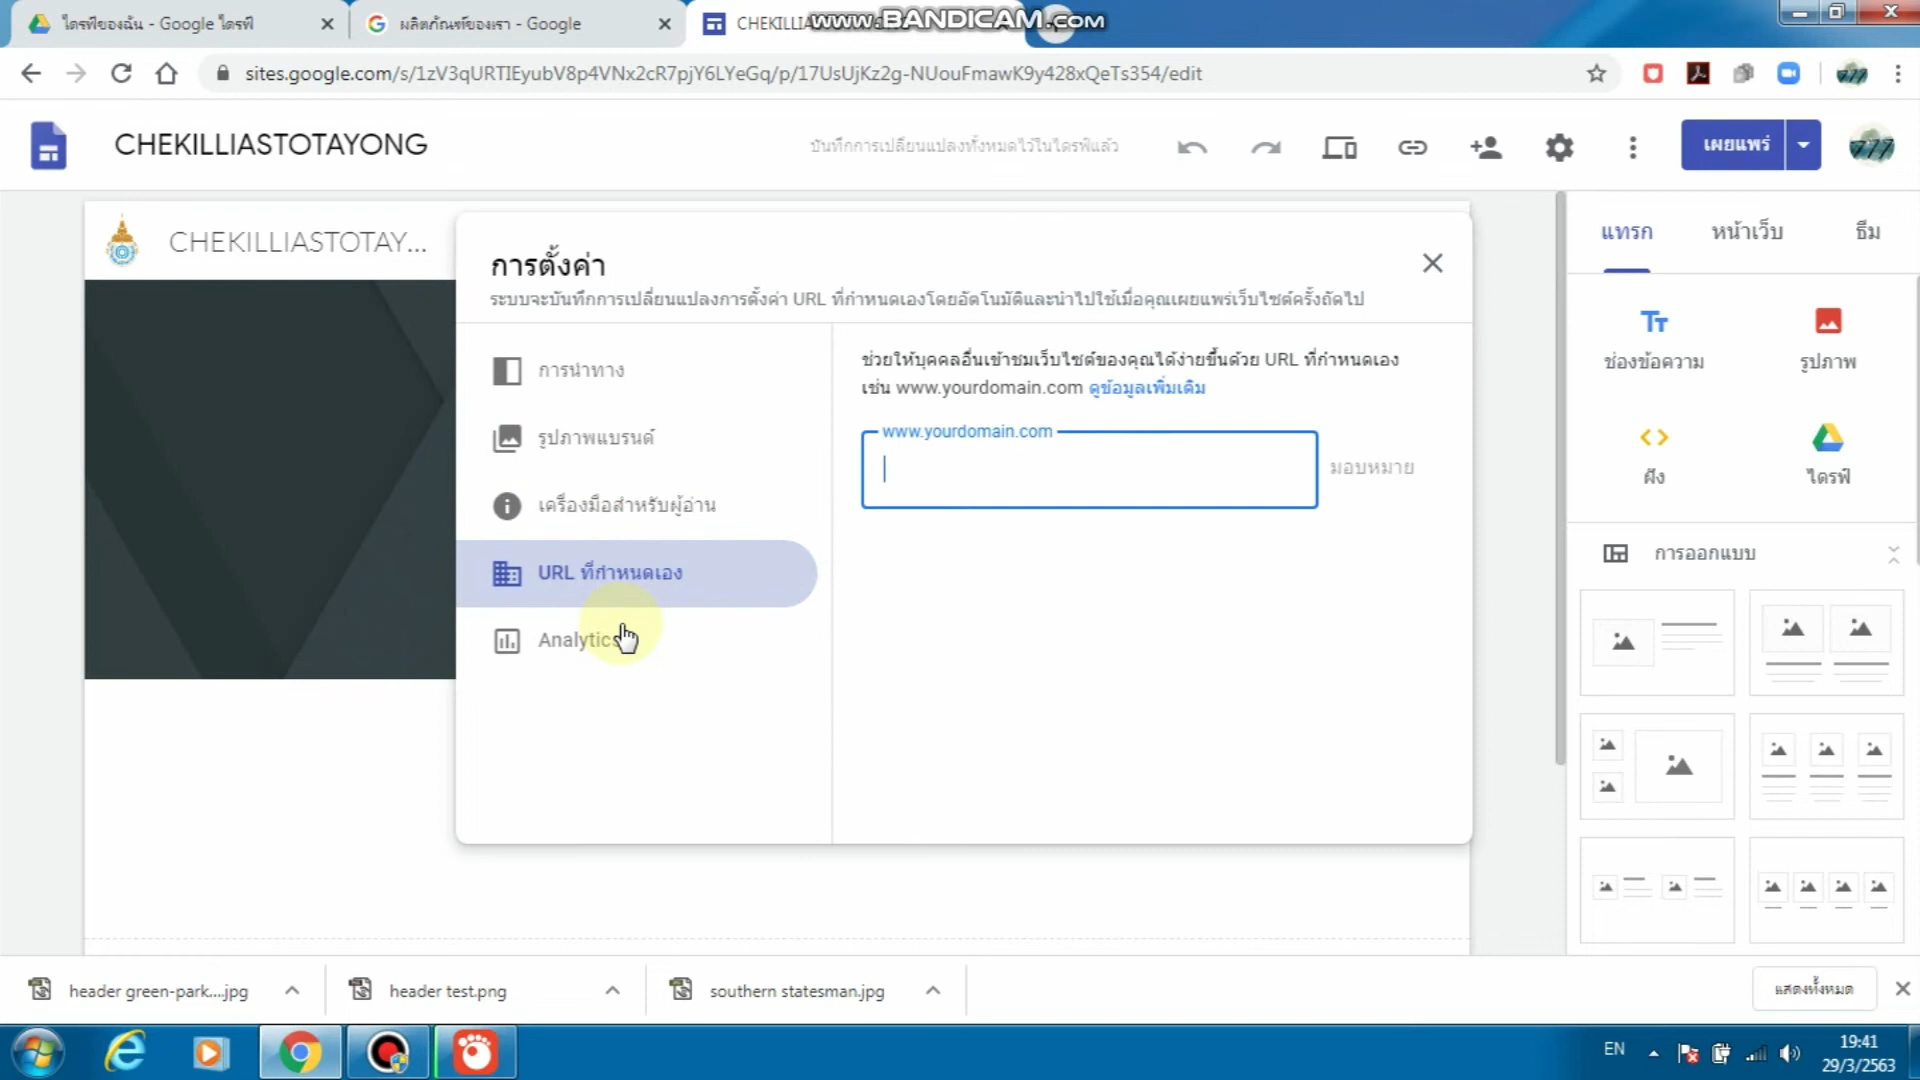 ไดรฟ์ของฉัน - Google ไดรฟ์
ผลิตภัณฑ์ของเรา - Google
CHEKILLIA
www.BANDICAM.com
sites.google.com/s/1zV3qURTIEyubV8p4VNx2cR7pjY6LYeGq/p/17UsUjKz2g-NUouFmawK9y428xQeTs354/edit
CHEKILLIASTOTAYONG
บันทึกการเปลี่ยนแปลงทั้งหมดไว้ในไดรฟ์แล้ว
เผยแพร่
CHEKILLIASTOTAY...
การตั้งค่า
ระบบจะบันทึกการเปลี่ยนแปลงการตั้งค่า URL ที่กำหนดเองโดยอัตโนมัติและนำไปใช้เมื่อคุณเผยแพร่เว็บไซต์ครั้งถัดไป
การนำทาง
รูปภาพแบรนด์
เครื่องมือสำหรับผู้อ่าน
URL ที่กำหนดเอง
Analytics
ช่วยให้บุคคลอื่นเข้าชมเว็บไซต์ของคุณได้ง่ายขึ้นด้วย URL ที่กำหนดเอง
เช่น www.yourdomain.com ดูข้อมูลเพิ่มเติม
www.yourdomain.com
มอบหมาย
แทรก
หน้าเว็บ
ธีม
ช่องข้อความ
รูปภาพ
ฝัง
ไดรฟ์
การออกแบบ
header green-park....jpg
header test.png
southern statesman.jpg
แสดงทั้งหมด
EN
19:41
29/3/2563